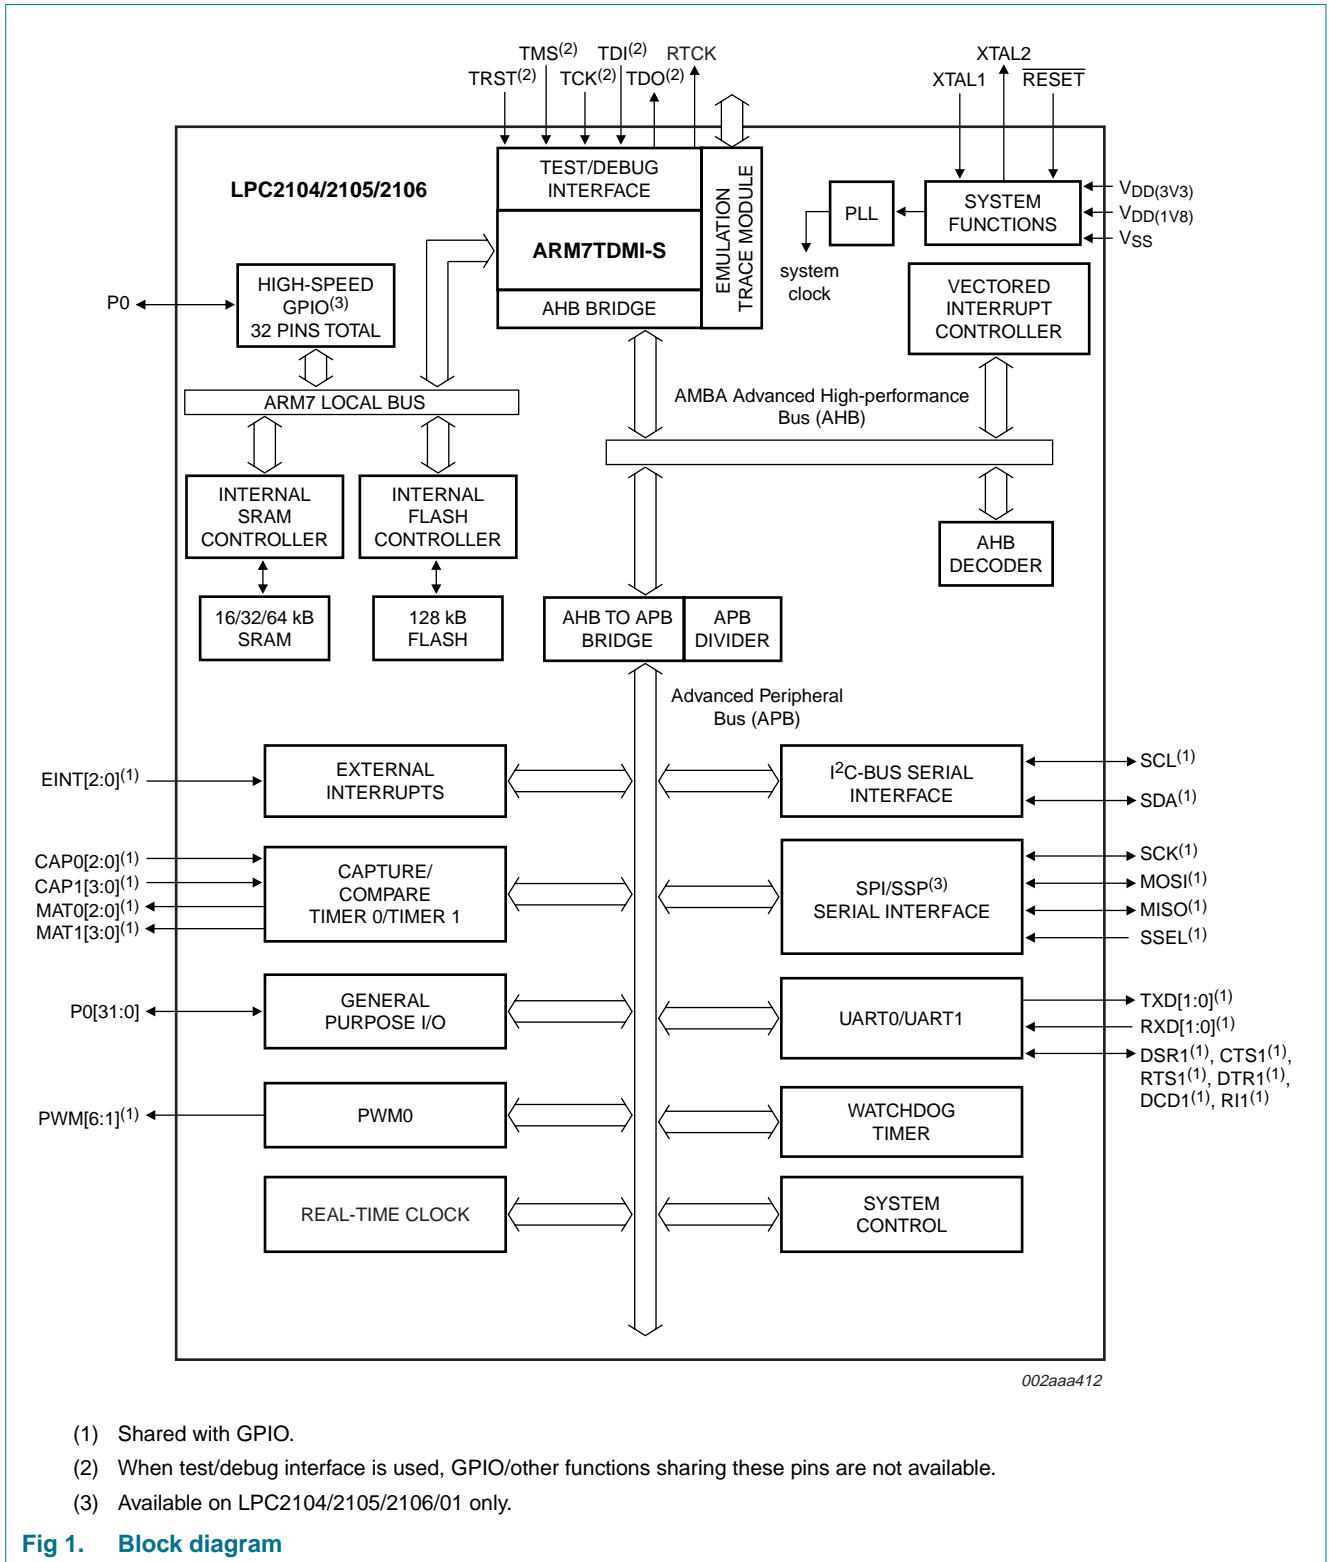 TMS(2) TDI(2) RTCK
TRST(2) TCK(2) TDO(2)
XTAL2
XTAL1 RESET
LPC2104/2105/2106
TEST/DEBUG
INTERFACE
ARM7TDMI-S
AHB BRIDGE
EMULATION
TRACE MODULE
PLL
SYSTEM
FUNCTIONS
VDD(3V3)
VDD(1V8)
VSS
system
clock
P0
HIGH-SPEED
GPIO(3)
32 PINS TOTAL
VECTORED
INTERRUPT
CONTROLLER
ARM7 LOCAL BUS
AMBA Advanced High-performance
Bus (AHB)
INTERNAL
SRAM
CONTROLLER
INTERNAL
FLASH
CONTROLLER
AHB
DECODER
16/32/64 kB
SRAM
128 kB
FLASH
AHB TO APB
BRIDGE
APB
DIVIDER
Advanced Peripheral
Bus (APB)
EINT[2:0](1)
EXTERNAL
INTERRUPTS
I2C-BUS SERIAL
INTERFACE
SCL(1)
SDA(1)
CAP0[2:0](1)
CAP1[3:0](1)
MAT0[2:0](1)
MAT1[3:0](1)
CAPTURE/
COMPARE
TIMER 0/TIMER 1
SPI/SSP(3)
SERIAL INTERFACE
SCK(1)
MOSI(1)
MISO(1)
SSEL(1)
P0[31:0]
GENERAL
PURPOSE I/O
UART0/UART1
TXD[1:0](1)
RXD[1:0](1)
DSR1(1), CTS1(1),
RTS1(1), DTR1(1),
DCD1(1), RI1(1)
PWM[6:1](1)
PWM0
WATCHDOG
TIMER
REAL-TIME CLOCK
SYSTEM
CONTROL
002aaa412
(1) Shared with GPIO.
(2) When test/debug interface is used, GPIO/other functions sharing these pins are not available.
(3) Available on LPC2104/2105/2106/01 only.
Fig 1. Block diagram